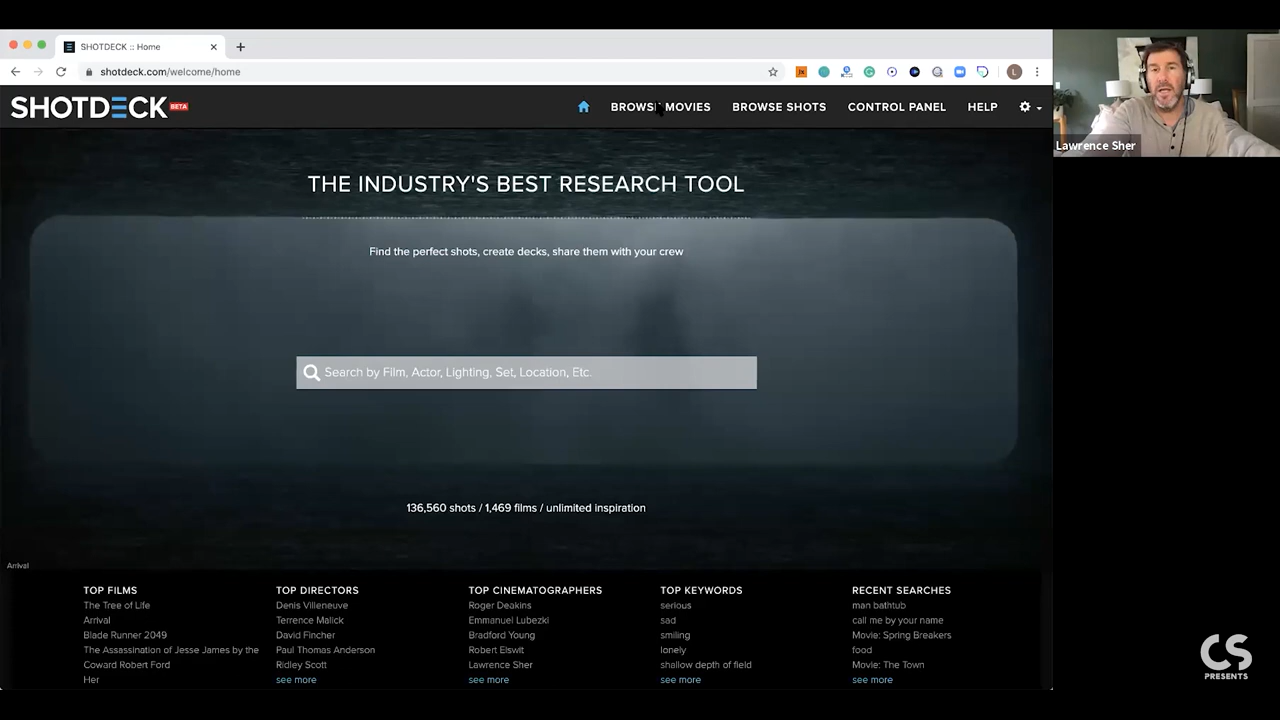 SHOTDECK :: Home
shotdeck.com/welcome/home
L
SHOTDECK BETA
BROWSE MOVIES
BROWSE SHOTS
CONTROL PANEL
HELP
Lawrence Sher
THE INDUSTRY'S BEST RESEARCH TOOL
Find the perfect shots, create decks, share them with your crew
Search by Film, Actor, Lighting, Set, Location, Etc.
136,560 shots / 1,469 films / unlimited inspiration
Arrival
TOP FILMS
The Tree of Life
Arrival
Blade Runner 2049
The Assassination of Jesse James by the
Coward Robert Ford
Her
TOP DIRECTORS
Denis Villeneuve
Terrence Malick
David Fincher
Paul Thomas Anderson
Ridley Scott
see more
TOP CINEMATOGRAPHERS
Roger Deakins
Emmanuel Lubezki
Bradford Young
Robert Elswit
Lawrence Sher
see more
TOP KEYWORDS
serious
sad
smiling
lonely
shallow depth of field
see more
RECENT SEARCHES
man bathtub
call me by your name
Movie: Spring Breakers
food
Movie: The Town
see more
CS
PRESENTS